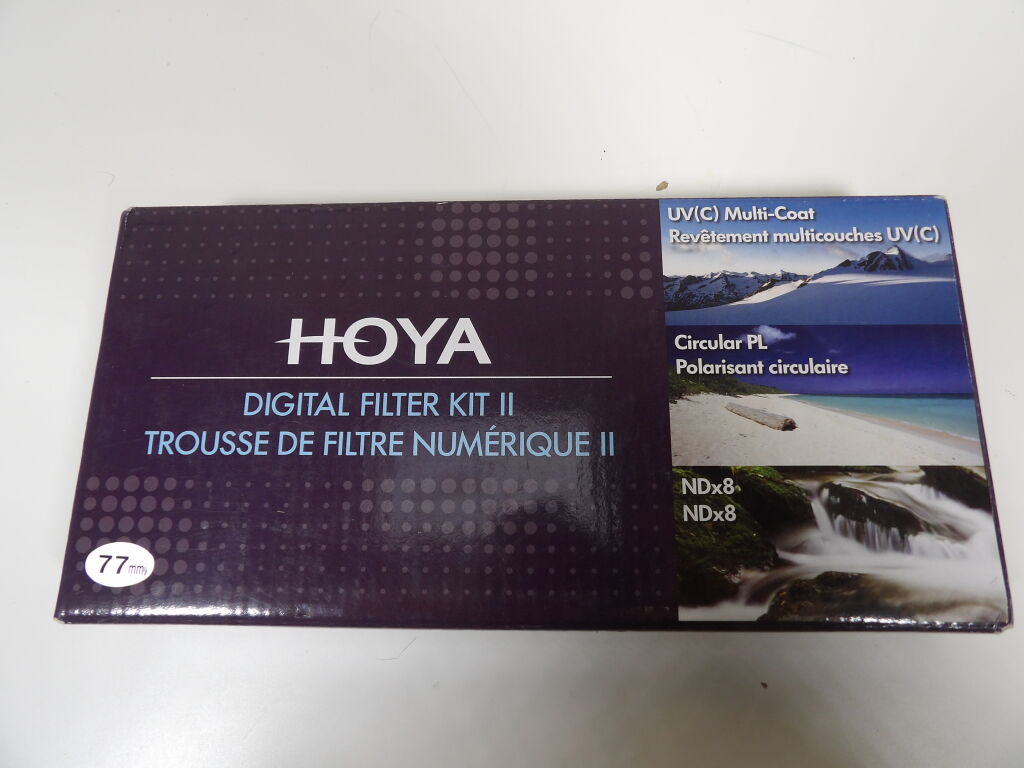 HOYA
DIGITAL FILTER KIT II
TROUSSE DE FILTRE NUMÉRIQUE II
77mm
UV(C) Multi-Coat
Revêtement multicouches UV(C)
Circular PL
Polarisant circulaire
NDx8
NDx8